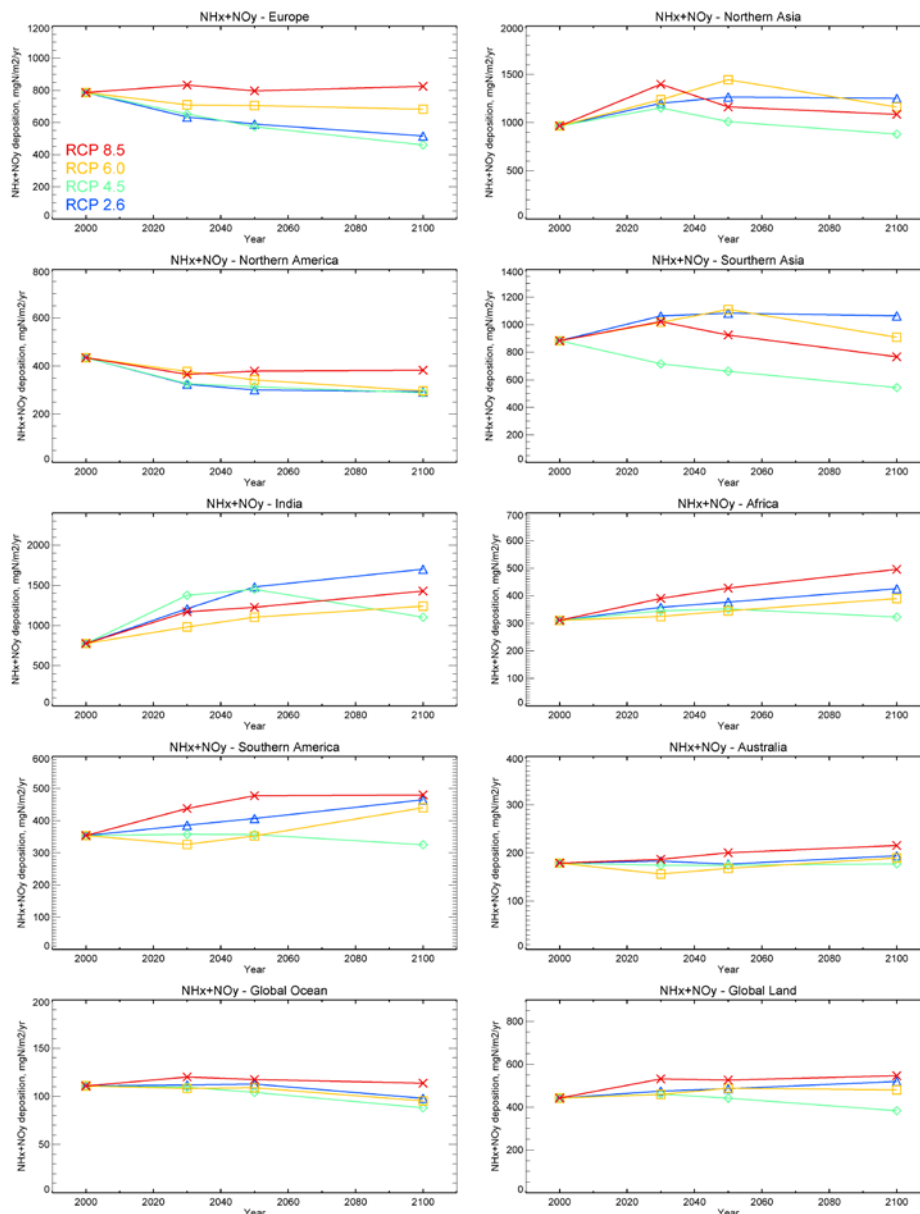 NHx+NOy - Europe
NHx+NOy deposition, mgN/m2/yr
1200
1000
800
600
400
200
0
RCP 8.5
RCP 6.0
RCP 4.5
RCP 2.6
2000 2020 2040 2060 2080 2100
Year
NHx+NOy - Northern Asia
NHx+NOy deposition, mgN/m2/yr
2000
1500
1000
500
0
2000 2020 2040 2060 2080 2100
Year
NHx+NOy - Northern America
NHx+NOy deposition, mgN/m2/yr
800
600
400
200
0
2000 2020 2040 2060 2080 2100
Year
NHx+NOy - Sourthern Asia
NHx+NOy deposition, mgN/m2/yr
1400
1200
1000
800
600
400
200
0
2000 2020 2040 2060 2080 2100
Year
NHx+NOy - India
NHx+NOy deposition, mgN/m2/yr
2000
1500
1000
500
0
2000 2020 2040 2060 2080 2100
Year
NHx+NOy - Africa
NHx+NOy deposition, mgN/m2/yr
700
600
500
400
300
200
100
0
2000 2020 2040 2060 2080 2100
Year
NHx+NOy - Southern America
NHx+NOy deposition, mgN/m2/yr
600
500
400
300
200
100
0
2000 2020 2040 2060 2080 2100
Year
NHx+NOy - Australia
NHx+NOy deposition, mgN/m2/yr
400
300
200
100
0
2000 2020 2040 2060 2080 2100
Year
NHx+NOy - Global Ocean
NHx+NOy deposition, mgN/m2/yr
200
150
100
50
0
2000 2020 2040 2060 2080 2100
Year
NHx+NOy - Global Land
NHx+NOy deposition, mgN/m2/yr
800
600
400
200
0
2000 2020 2040 2060 2080 2100
Year